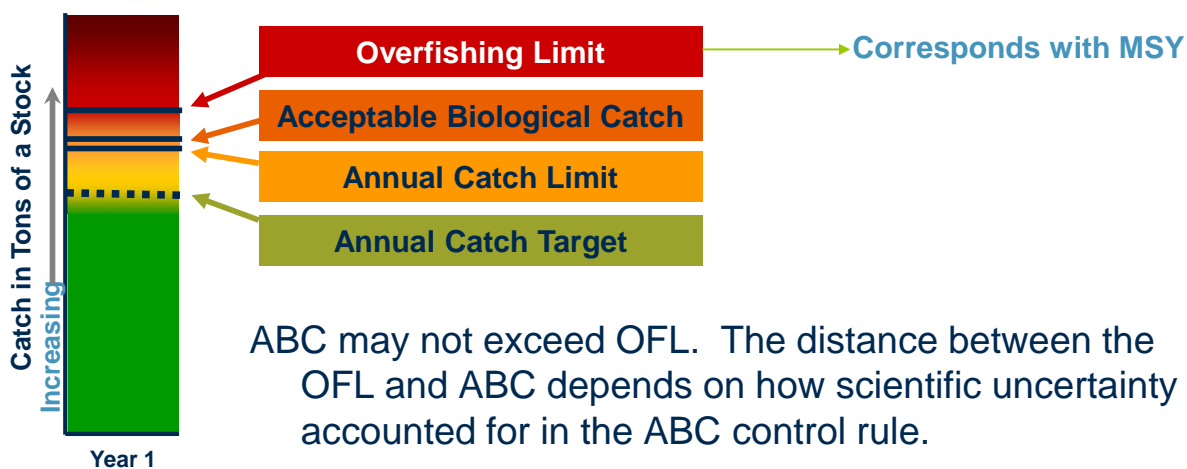 Overfishing Limit
Corresponds with MSY
Acceptable Biological Catch
Annual Catch Limit
Annual Catch Target
Catch in Tons of a Stock
Increasing
Year 1
ABC may not exceed OFL. The distance between the
OFL and ABC depends on how scientific uncertainty
accounted for in the ABC control rule.